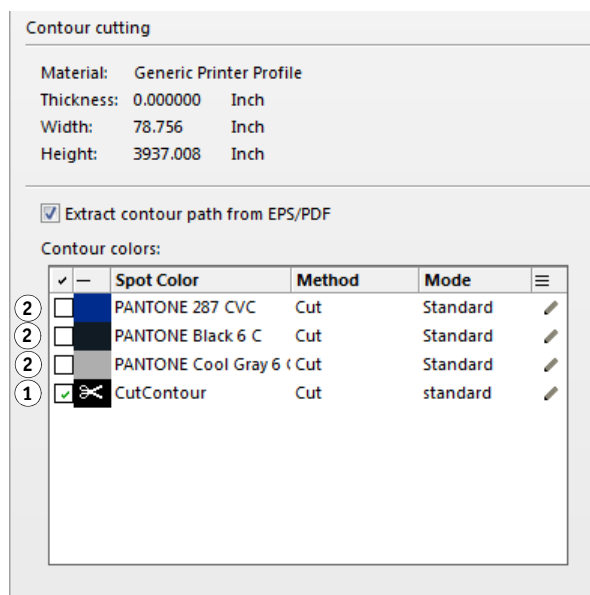 Contour cutting
Material: Generic Printer Profile
Thickness: 0.000000 Inch
Width: 78.756 Inch
Height: 3937.008 Inch
Extract contour path from EPS/PDF
Contour colors:
Spot Color Method Mode
2 PANTONE 287 CVC Cut Standard
2 PANTONE Black 6 C Cut Standard
2 PANTONE Cool Gray 6 Cut Standard
1 CutContour Cut standard